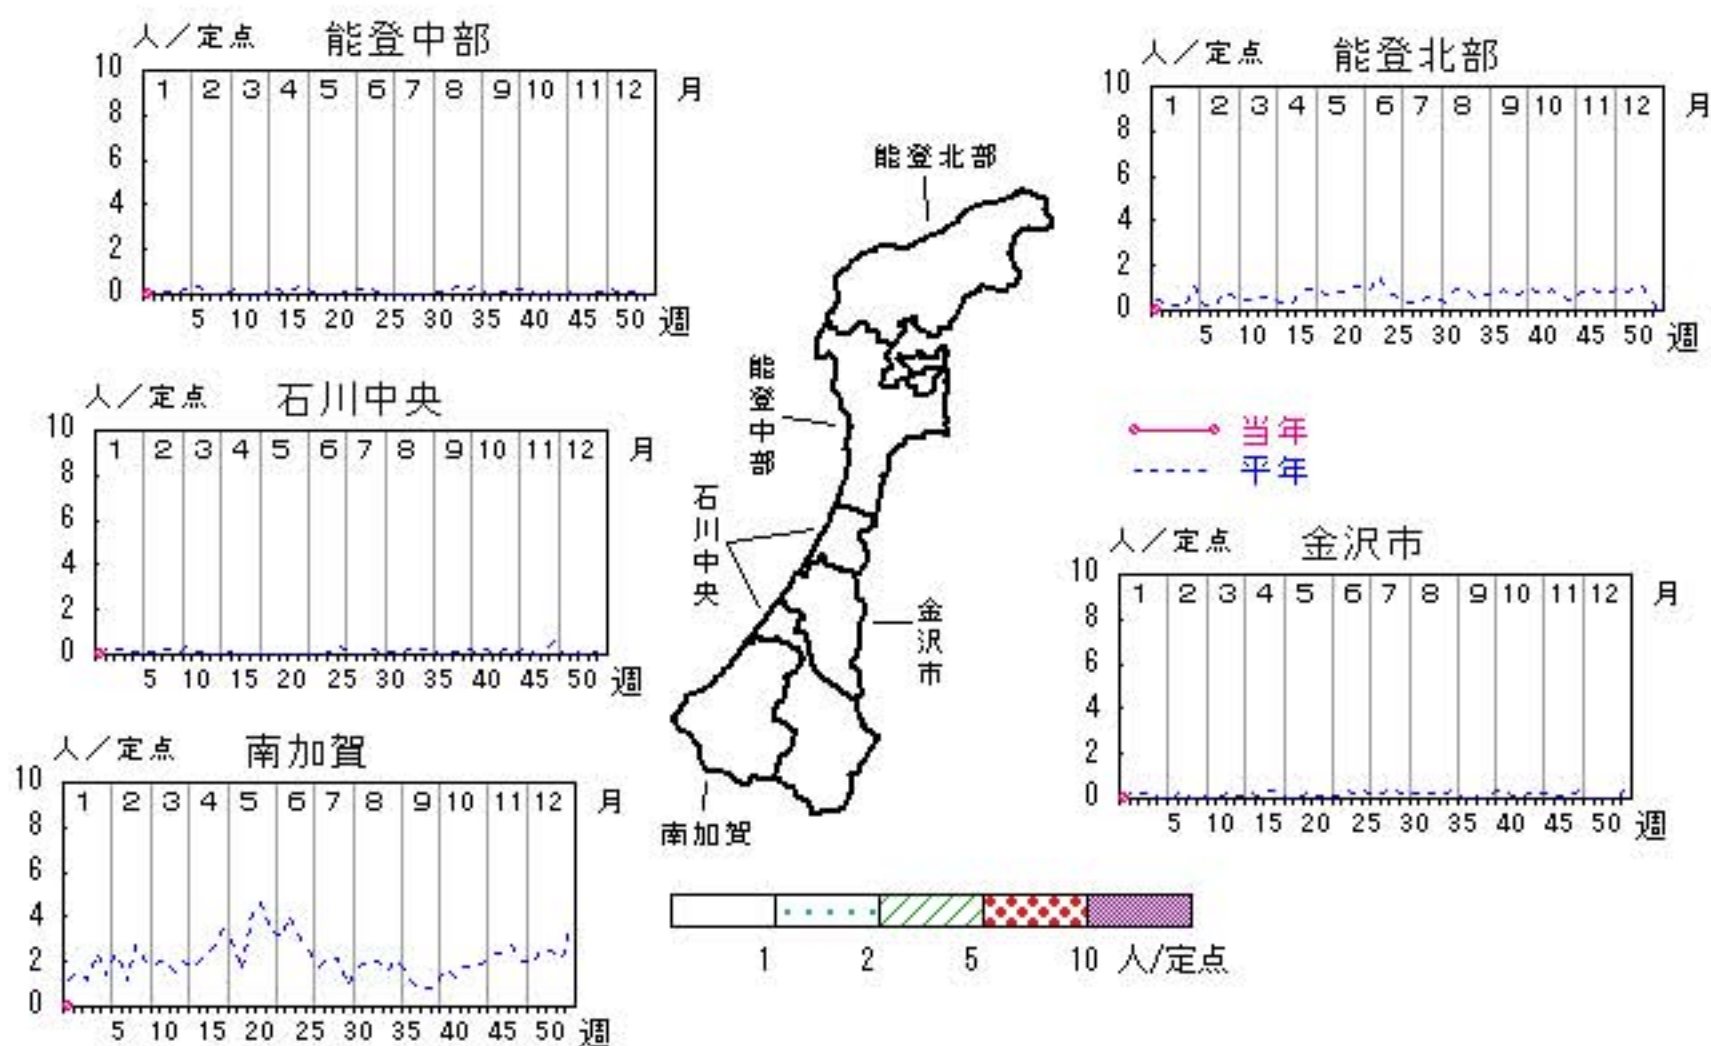 人／定点 能登中部
10 8 6 4 2 0
1 2 3 4 5 6 7 8 9 10 11 12 月
5 10 15 20 25 30 35 40 45 50 週
人／定点 能登北部
10 8 6 4 2 0
1 2 3 4 5 6 7 8 9 10 11 12 月
5 10 15 20 25 30 35 40 45 50 週
能登北部
能登中部
石川中央
金沢市
南加賀
人／定点 石川中央
10 8 6 4 2 0
1 2 3 4 5 6 7 8 9 10 11 12 月
5 10 15 20 25 30 35 40 45 50 週
当年
平年
人／定点 金沢市
10 8 6 4 2 0
1 2 3 4 5 6 7 8 9 10 11 12 月
5 10 15 20 25 30 35 40 45 50 週
人／定点 南加賀
10 8 6 4 2 0
1 2 3 4 5 6 7 8 9 10 11 12 月
5 10 15 20 25 30 35 40 45 50 週
1 2 5 10 人/定点